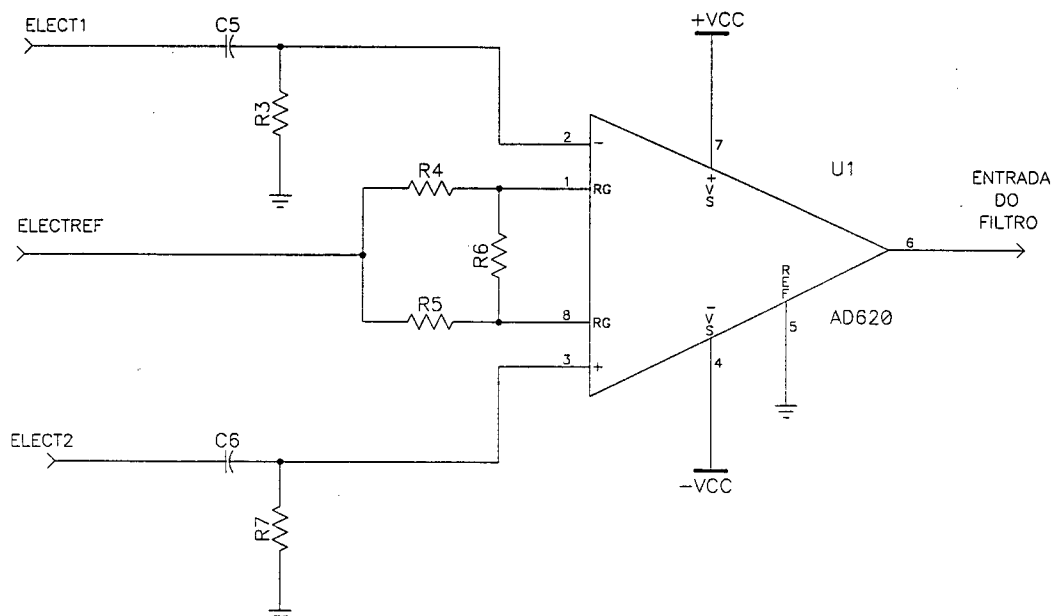 ELECT1
C5
R3
+VCC
2
-
7
+VS
U1
R4
1
RG
ELECTREF
R6
ENTRADA
DO
FILTRO
6
R5
8
RG
REF
5
-VS
4
AD620
3
+
ELECT2
C6
R7
-VCC